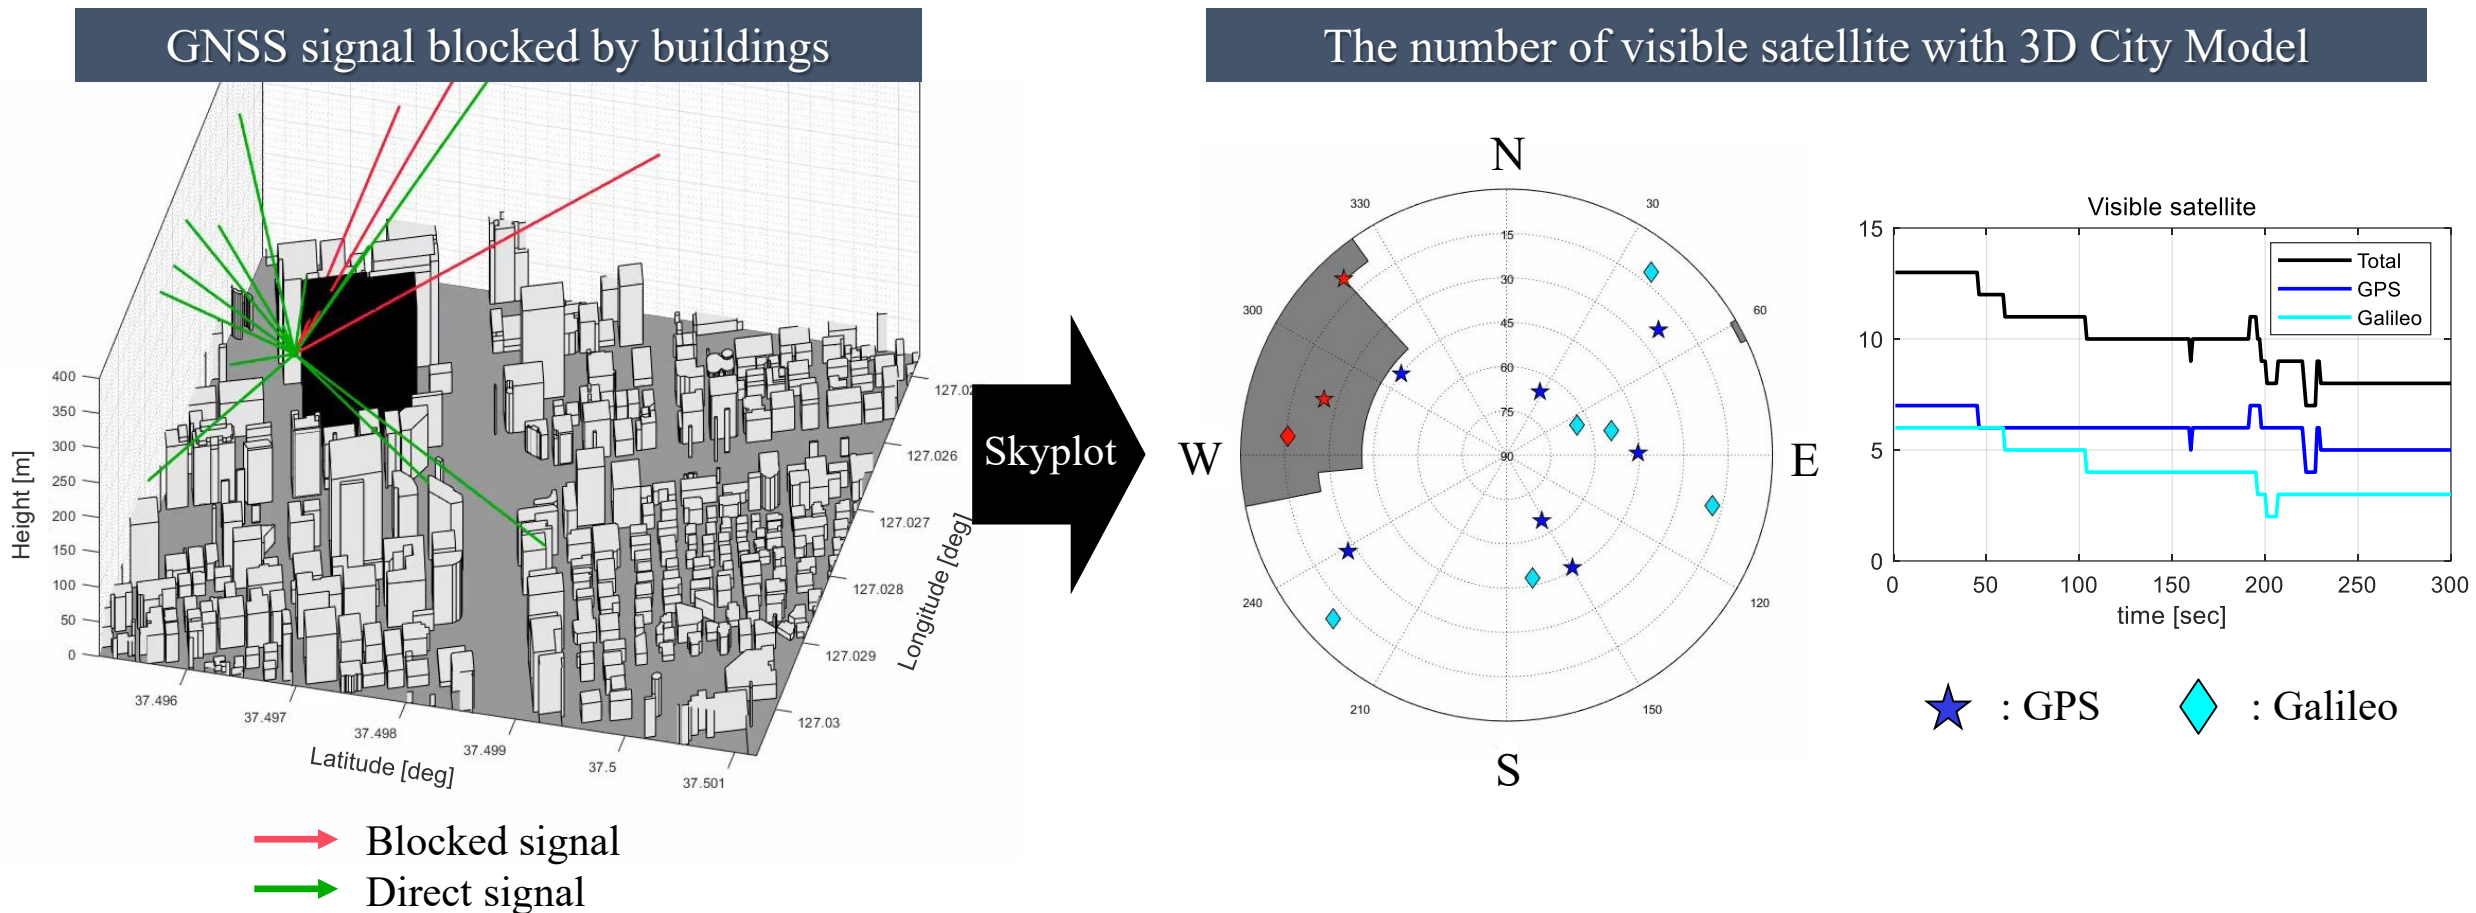 GNSS signal blocked by buildings
The number of visible satellite with 3D City Model
400
350
300
250
200
150
100
50
0
Height [m]
37.496
37.497
37.498
37.499
37.5
37.501
Latitude [deg]
127.026
127.027
127.028
127.029
127.03
Longitude [deg]
Blocked signal
Direct signal
Skyplot
N
330
30
15
300
30
60
45
60
75
W
90
E
240
120
210
150
S
Visible satellite
15
10
5
0
Total
GPS
Galileo
0 50 100 150 200 250 300
time [sec]
: GPS
: Galileo